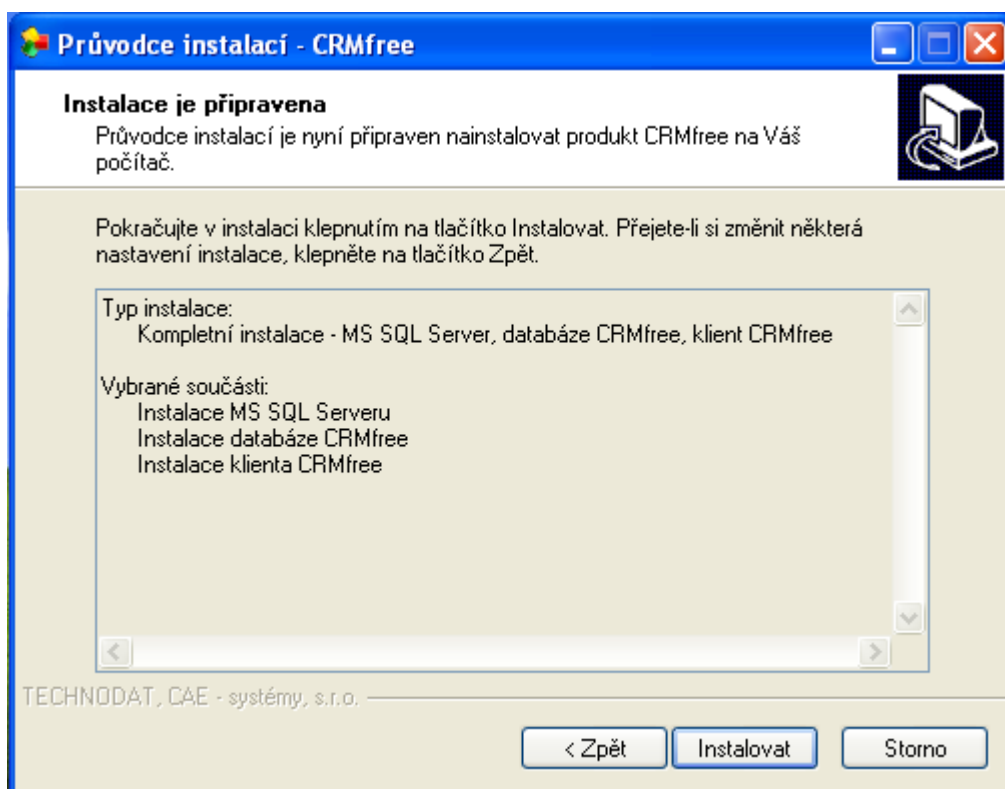 Průvodce instalací - CRMfree
Instalace je připravena
Průvodce instalací je nyní připraven nainstalovat produkt CRMfree na Váš
počítač.
Pokračujte v instalaci klepnutím na tlačítko Instalovat. Přejete-li si změnit některá
nastavení instalace, klepněte na tlačítko Zpět.
Typ instalace:
Kompletní instalace - MS SQL Server, databáze CRMfree, klient CRMfree
Vybrané součásti:
Instalace MS SQL Serveru
Instalace databáze CRMfree
Instalace klienta CRMfree
TECHNODAT, CAE - systémy, s.r.o.
< Zpět
Instalovat
Storno